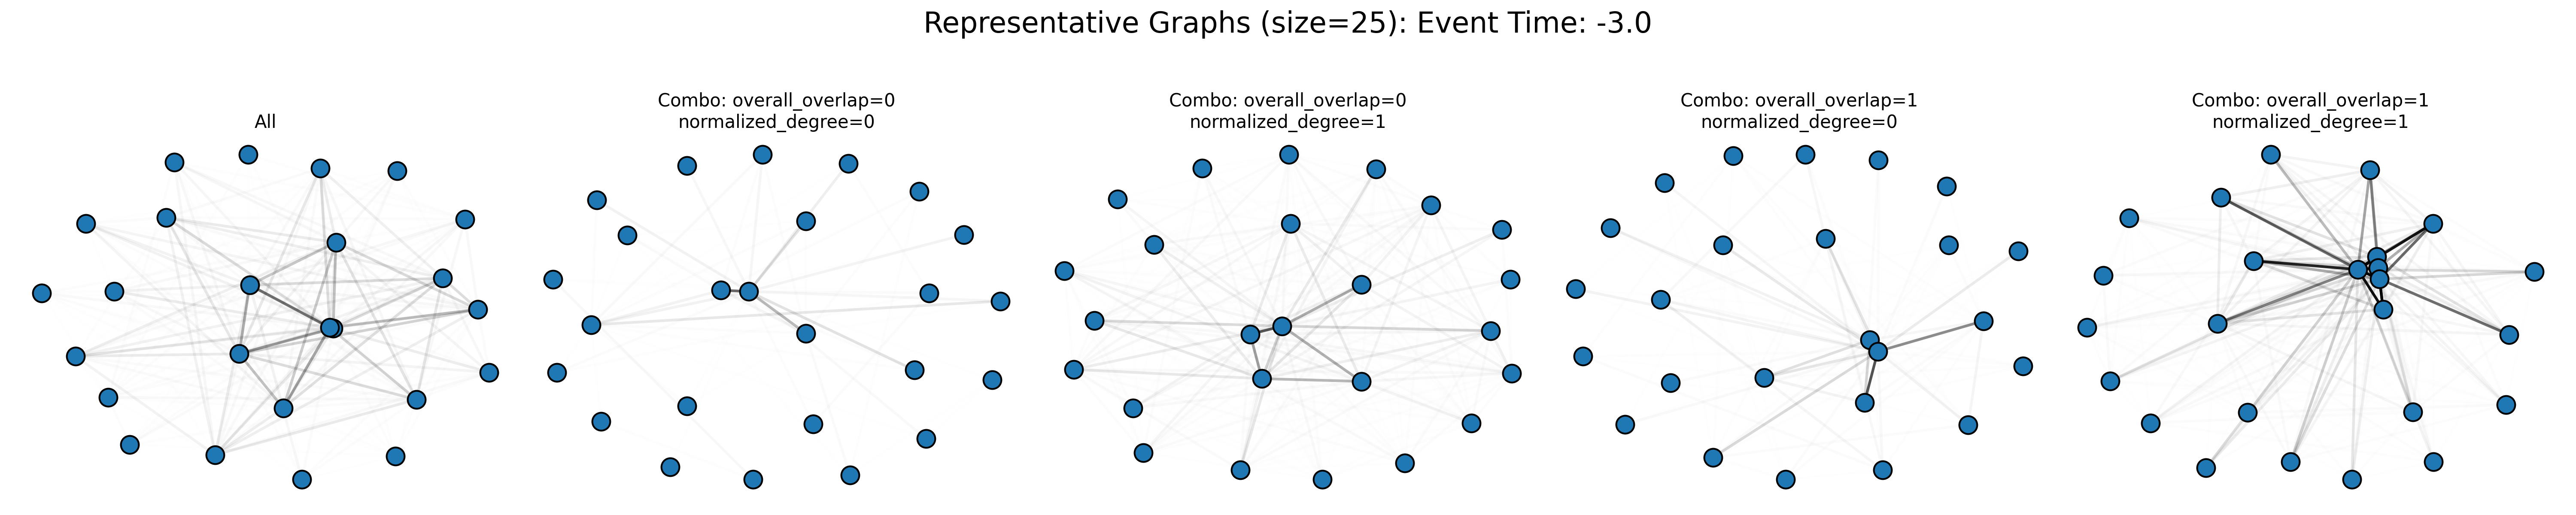 Representative Graphs (size=25): Event Time: -3.0
All
Combo: overall_overlap=0
normalized_degree=0
Combo: overall_overlap=0
normalized_degree=1
Combo: overall_overlap=1
normalized_degree=0
Combo: overall_overlap=1
normalized_degree=1